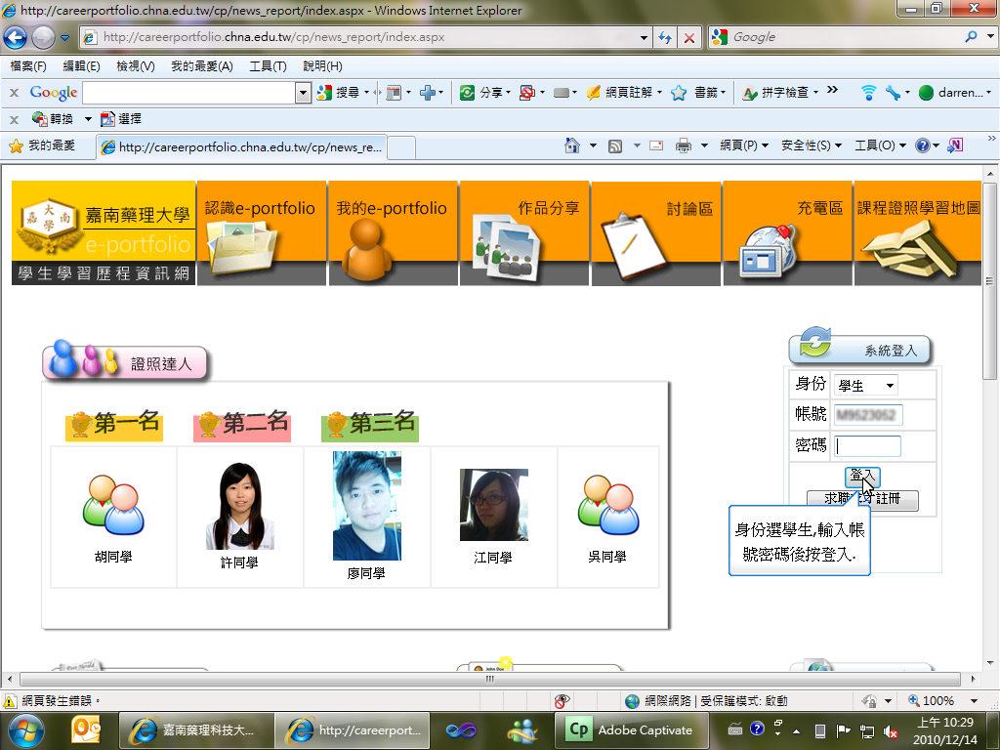 http://careerportfolio.chna.edu.tw/cp/news_report/index.aspx - Windows Internet Explorer
http://careerportfolio.chna.edu.tw/cp/news_report/index.aspx
Google
檔案(F) 編輯(E) 檢視(V) 我的最愛(A) 工具(T) 說明(H)
x Google 搜尋 分享 網頁註解 書籤 拼字檢查 darren...
x 轉換 選擇
我的最愛 http://careerportfolio.chna.edu.tw/cp/news_re... 網頁(P) 安全性(S) 工具(O)
嘉南藥理大學
e-portfolio
學生學習歷程資訊網
嘉大南學
認識e-portfolio
我的e-portfolio
作品分享
討論區
充電區
課程證照學習地圖
證照達人
第一名
第二名
第三名
胡同學
許同學
廖同學
江同學
吳同學
系統登入
身份 學生
帳號
密碼
登入
註冊
身份選學生,輸入帳
號密碼後按登入.
John Doe
網頁發生錯誤。
網際網路 | 受保護模式: 啟動
100%
嘉南藥理科技大...
http://careerport...
Cp Adobe Captivate
上午 10:29
2010/12/14